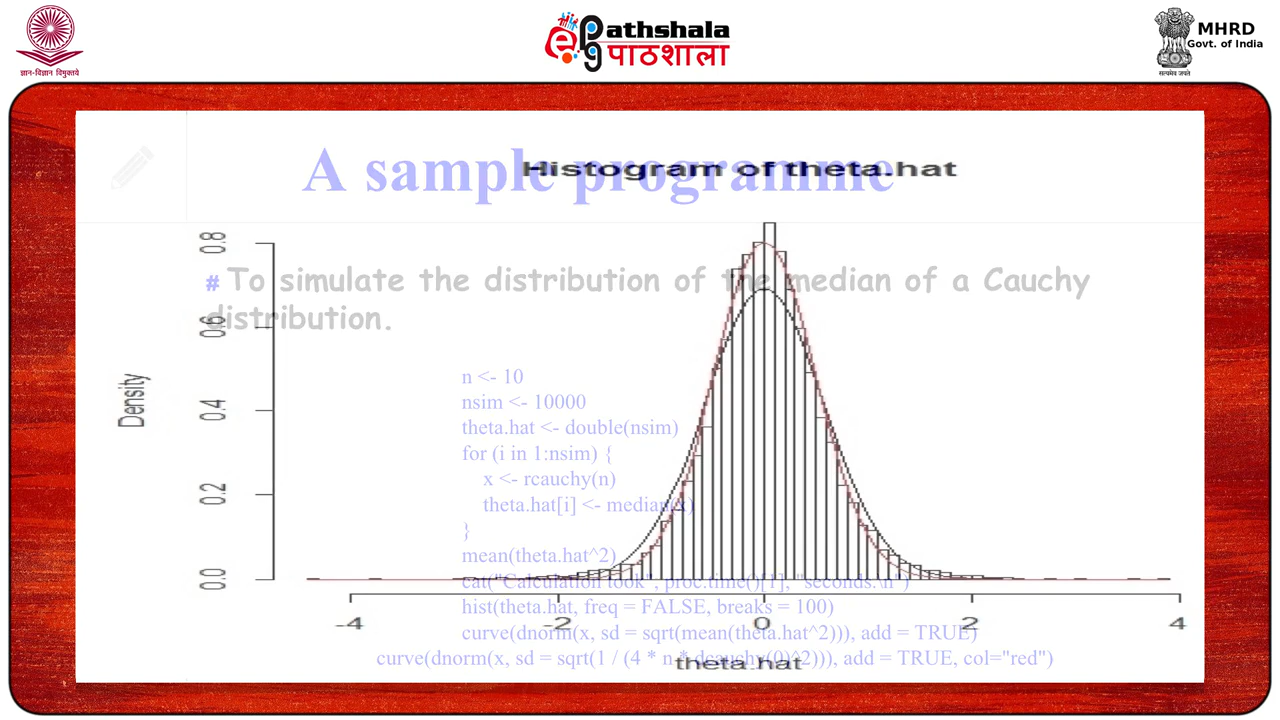 ज्ञान-विज्ञान विमुक्तये
epg
Pathshala
पाठशाला
सत्यमेव जयते
MHRD
Govt. of India
A sample programme
Histogram of theta.hat
# To simulate the distribution of the median of a Cauchy
distribution.
n <- 10
nsim <- 10000
theta.hat <- double(nsim)
for (i in 1:nsim) {
x <- rcauchy(n)
theta.hat[i] <- median(x)
}
mean(theta.hat^2)
cat("Calculation took", proc.time()[1], "seconds.\n")
hist(theta.hat, freq = FALSE, breaks = 100)
curve(dnorm(x, sd = sqrt(mean(theta.hat^2))), add = TRUE)
curve(dnorm(x, sd = sqrt(1 / (4 * n * dcauchy(0)^2))), add = TRUE, col="red")
Density
0.8
0.6
0.4
0.2
0.0
-4 -2 0 2 4
theta.hat